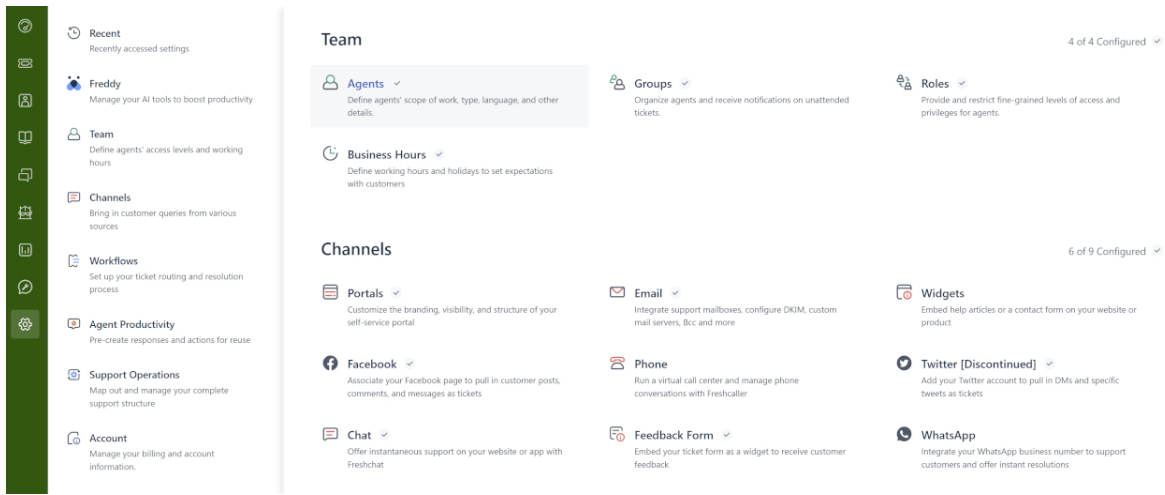 Recent
Recently accessed settings
Freddy
Manage your AI tools to boost productivity
Team
Define agents' access levels and working
hours
Channels
Bring in customer queries from various
sources
Workflows
Set up your ticket routing and resolution
process
Agent Productivity
Pre-create responses and actions for reuse
Support Operations
Map out and manage your complete
support structure
Account
Manage your billing and account
information.
Team
4 of 4 Configured
Agents
Define agents' scope of work, type, language, and other
details.
Groups
Organize agents and receive notifications on unattended
tickets.
Roles
Provide and restrict fine-grained levels of access and
privileges for agents.
Business Hours
Define working hours and holidays to set expectations
with customers
Channels
6 of 9 Configured
Portals
Customize the branding, visibility, and structure of your
self-service portal
Email
Integrate support mailboxes, configure DKIM, custom
mail servers, Bcc and more
Widgets
Embed help articles or a contact form on your website or
product
Facebook
Associate your Facebook page to pull in customer posts,
comments, and messages as tickets
Phone
Run a virtual call center and manage phone
conversations with Freshcaller
Twitter [Discontinued]
Add your Twitter account to pull in DMs and specific
tweets as tickets
Chat
Offer instantaneous support on your website or app with
Freshchat
Feedback Form
Embed your ticket form as a widget to receive customer
feedback
WhatsApp
Integrate your WhatsApp business number to support
customers and offer instant resolutions